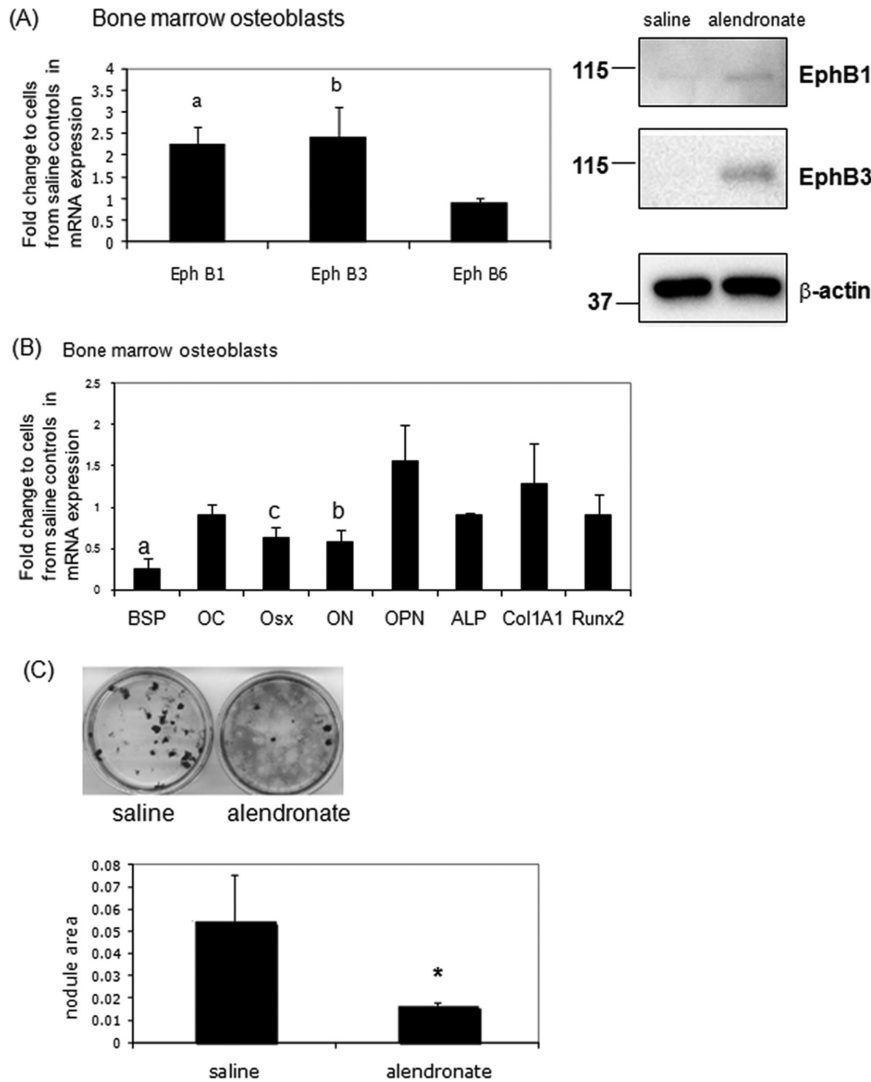 (A) Bone marrow osteoblasts
Fold change to cells
from saline controls in
mRNA expression
4
3.5
3
2.5
2
1.5
1
0.5
0
a
b
Eph B1 Eph B3 Eph B6
saline alendronate
115
EphB1
115
EphB3
37
β-actin
(B) Bone marrow osteoblasts
Fold change to cells
from saline controls in
mRNA expression
2.5
2
1.5
1
0.5
0
a
c
b
BSP OC Osx ON OPN ALP Col1A1 Runx2
(C)
saline alendronate
nodule area
0.08
0.07
0.06
0.05
0.04
0.03
0.02
0.01
0
*
saline alendronate